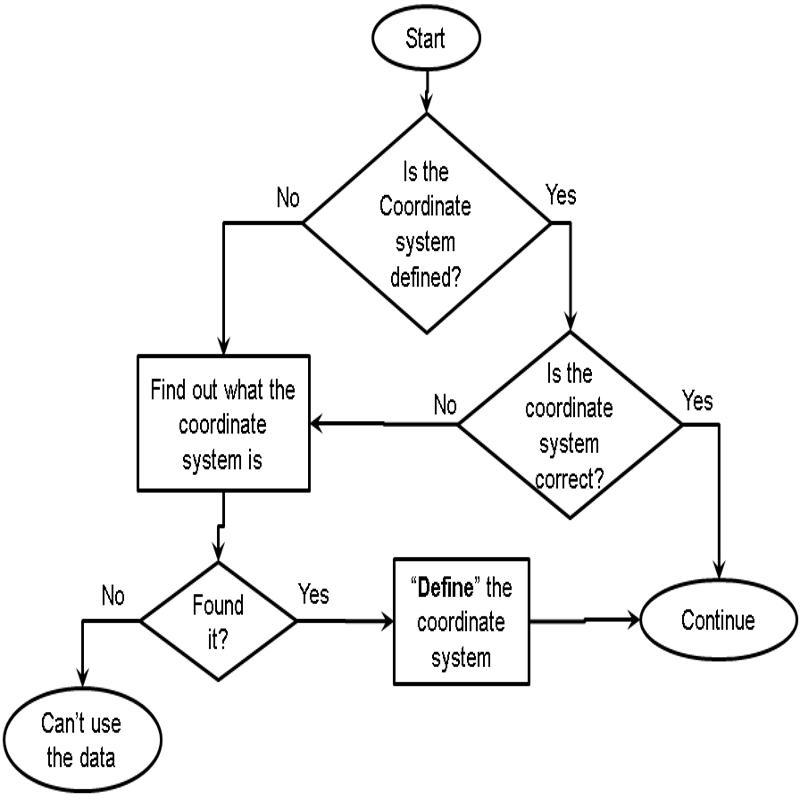 Start
Is the
Coordinate
system
defined?
No
Yes
Find out what the
coordinate
system is
No
Is the
coordinate
system
correct?
Yes
No
Found
it?
Yes
“Define” the
coordinate
system
Continue
Can’t use
the data